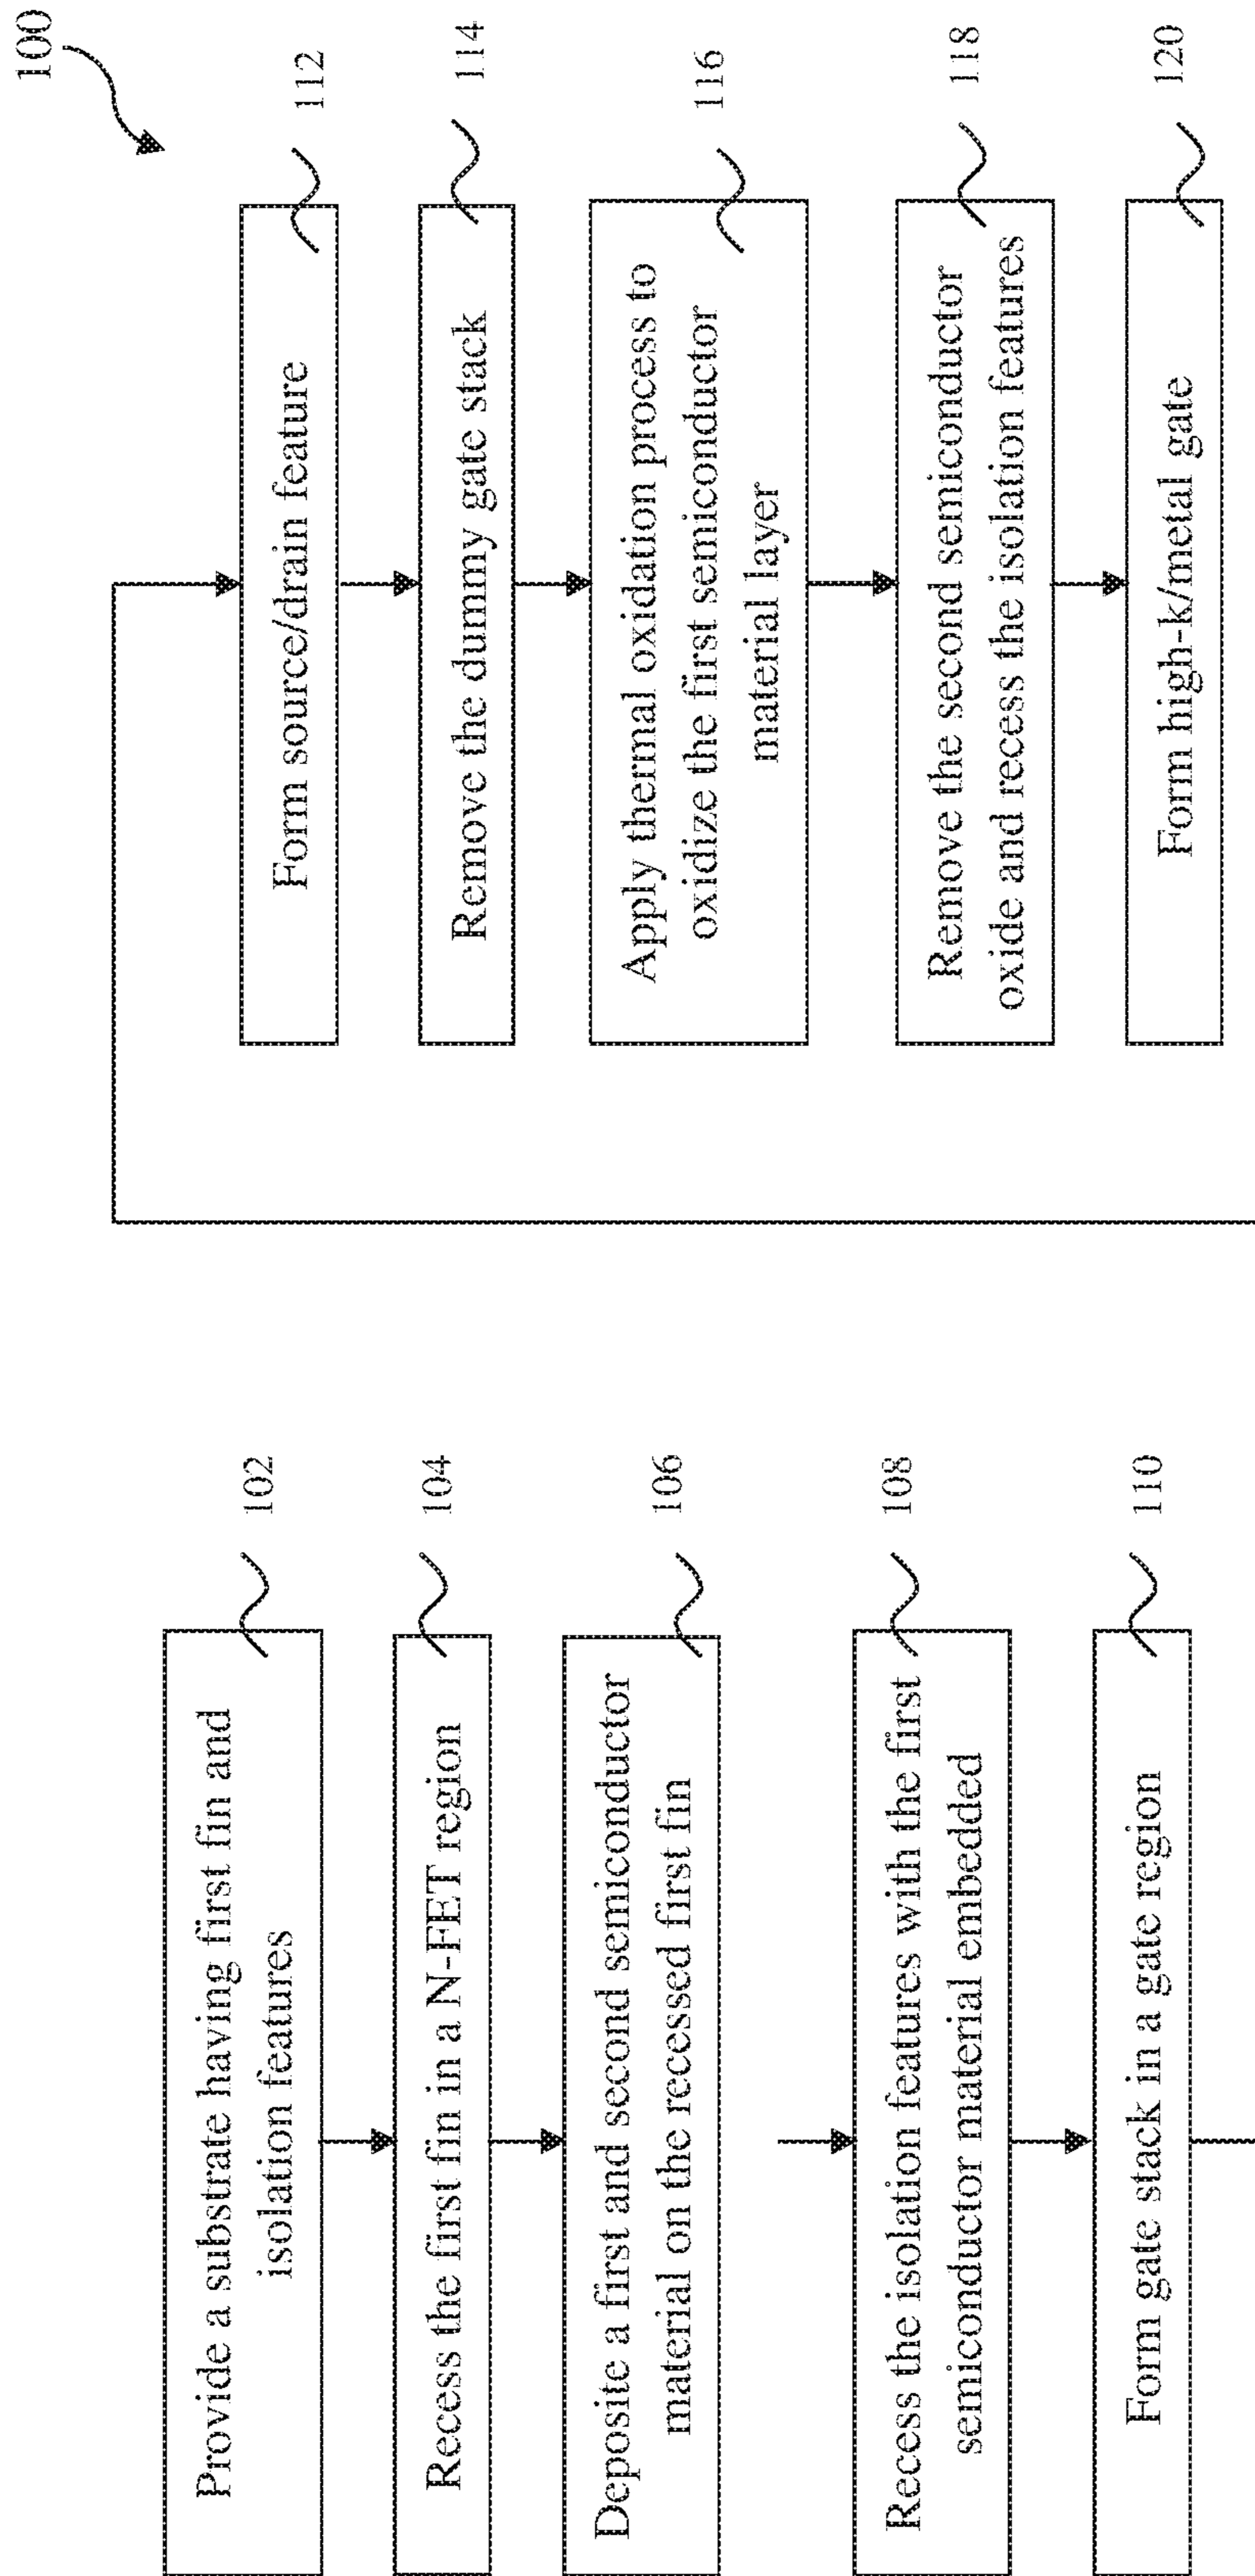 100
Provide a substrate having first fin and
isolation features
102
Recess the first fin in a N-FET region
104
Deposite a first and second semiconductor
material on the recessed first fin
106
Recess the isolation features with the first
semiconductor material embedded
108
Form gate stack in a gate region
110
Form source/drain feature
112
Remove the dummy gate stack
114
Apply thermal oxidation process to
oxidize the first semiconductor
material layer
116
Remove the second semiconductor
oxide and recess the isolation features
118
Form high-k/metal gate
120